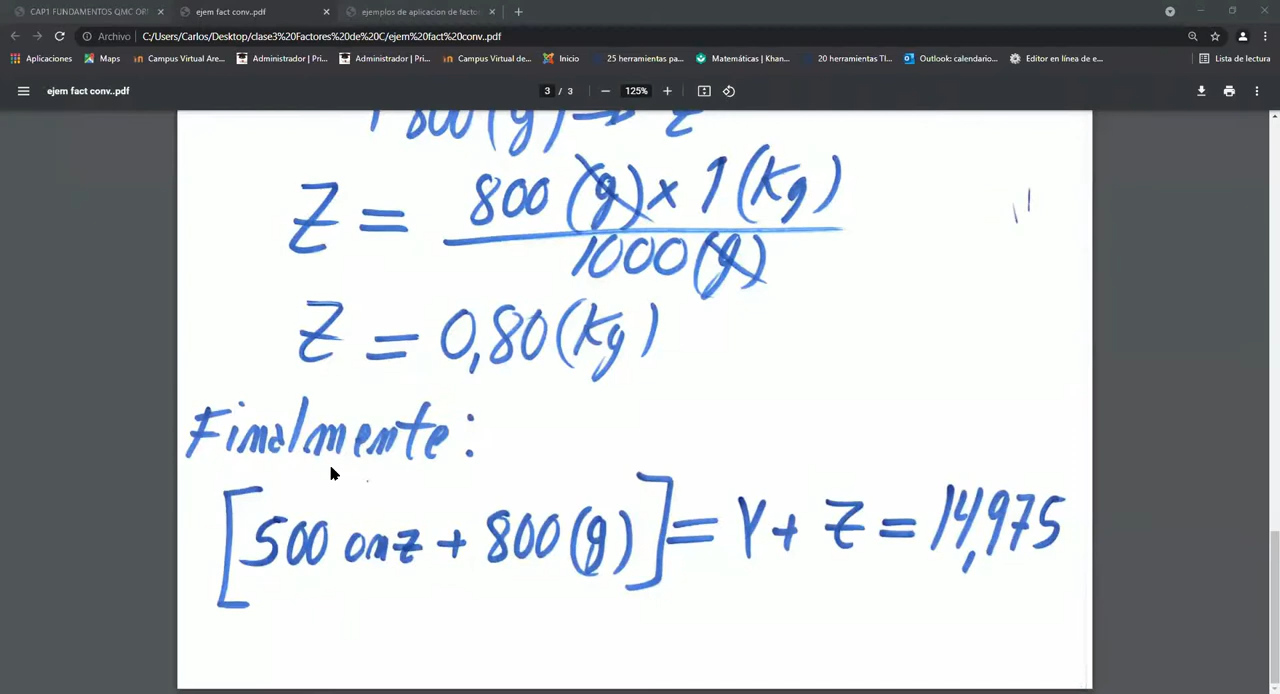 CAP1 FUNDAMENTOS QMC OR
ejem fact conv..pdf
ejemplos de aplicacion de facto
Archivo C:/Users/Carlos/Desktop/clase3%20Factores%20de%20C/ejem%20fact%20conv..pdf
Aplicaciones Maps Campus Virtual Are... Administrador | Pri... Administrador | Pri... Campus Virtual de... Inicio 25 herramientas pa... Matemáticas | Khan... 20 herramientas TI... Outlook: calendario... Editor en línea de e... Lista de lectura
ejem fact conv..pdf 3 / 3 125%
800(g) → Z
Z = 800 (g) x 1 (Kg)
1000 (g)
Z = 0,80 (Kg)
Finalmente:
[500 onz + 800 (g)] = Y + Z = 14,975